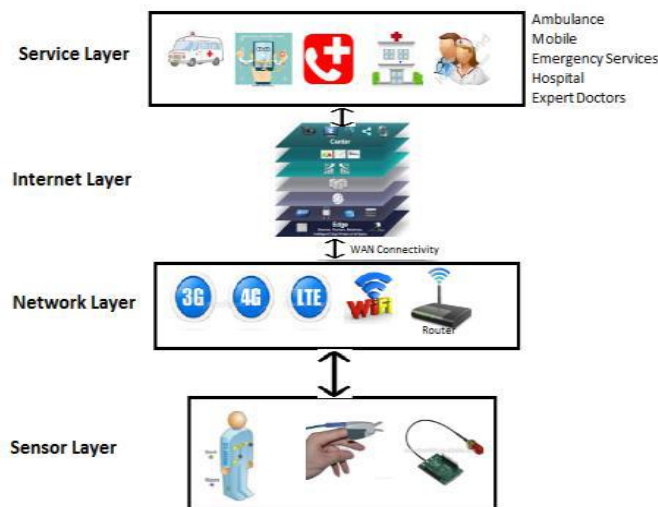 Service Layer
Ambulance
Mobile
Emergency Services
Hospital
Expert Doctors
Internet Layer
Center
Edge
WAN Connectivity
Network Layer
3G
4G
LTE
WiFi
Router
Sensor Layer